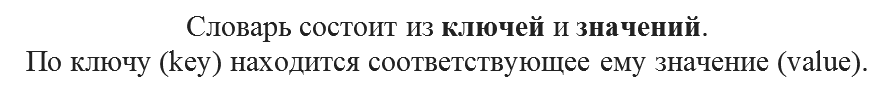 Словарь состоит из ключей и значений.
По ключу (key) находится соответствующее ему значение (value).